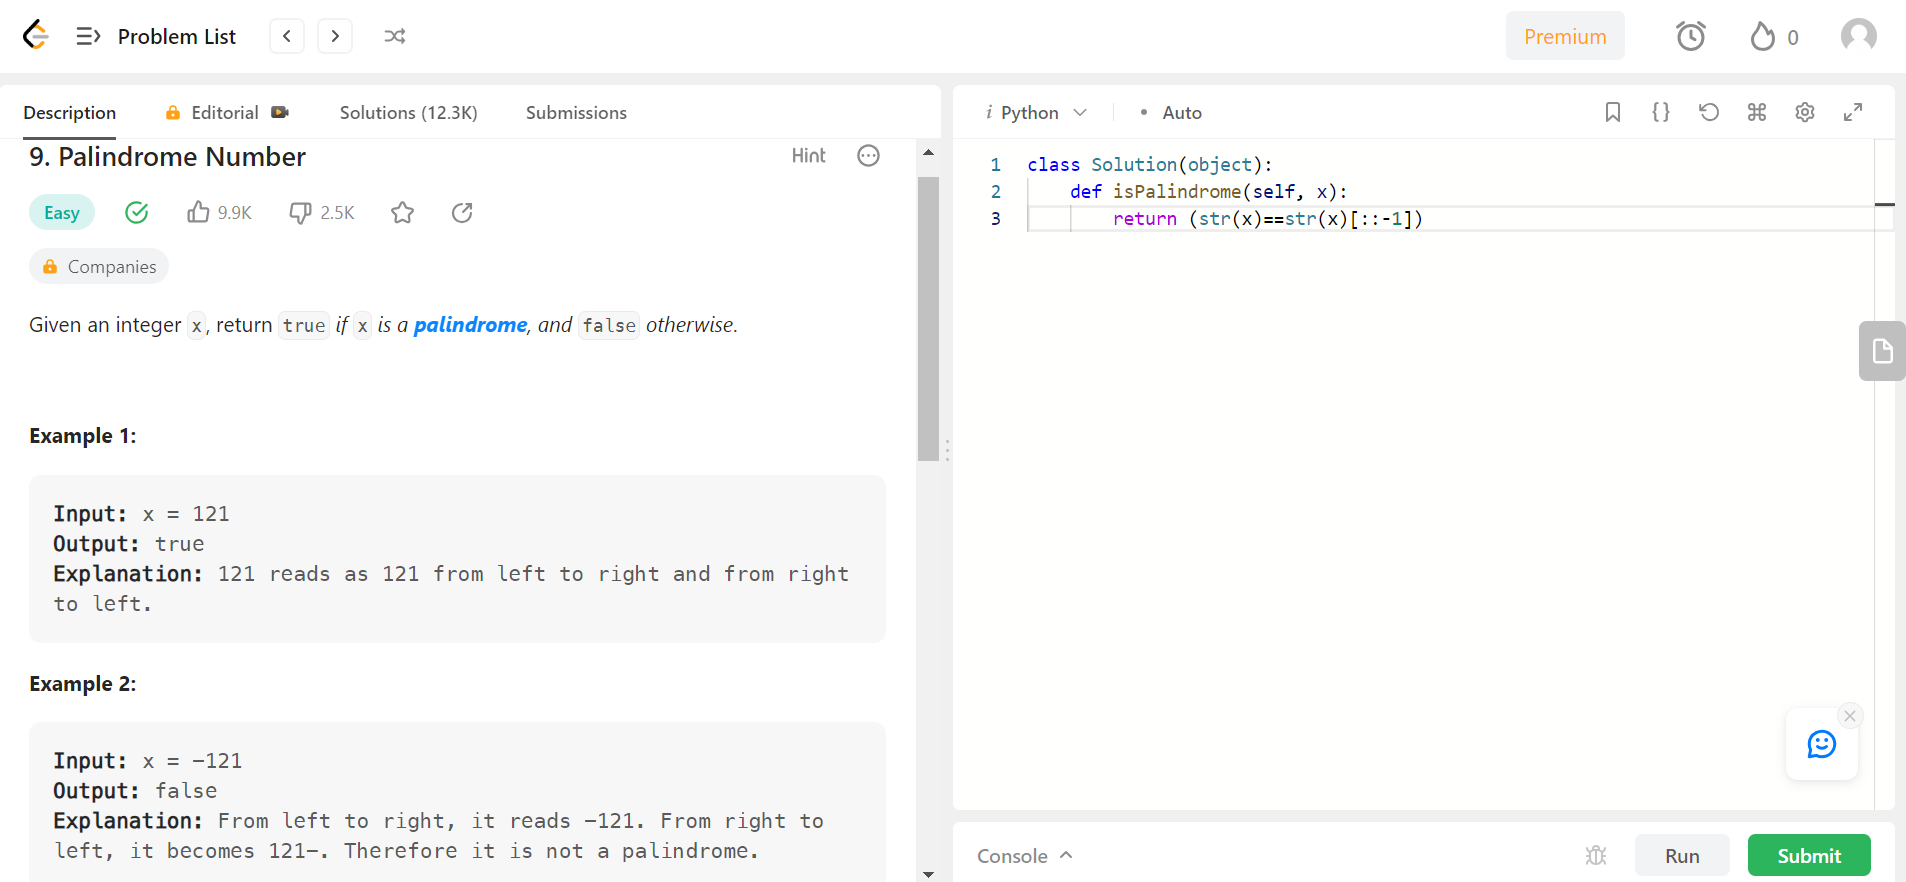 Problem List
Premium
0
Description
Editorial
Solutions (12.3K)
Submissions
9. Palindrome Number
Hint
Easy
9.9K
2.5K
Companies
Given an integer x, return true if x is a palindrome, and false otherwise.
Example 1:
Input: x = 121
Output: true
Explanation: 121 reads as 121 from left to right and from right
to left.
Example 2:
Input: x = -121
Output: false
Explanation: From left to right, it reads -121. From right to
left, it becomes 121-. Therefore it is not a palindrome.
i Python
• Auto
1 class Solution(object):
2     def isPalindrome(self, x):
3         return (str(x)==str(x)[::-1])
Console
Run
Submit